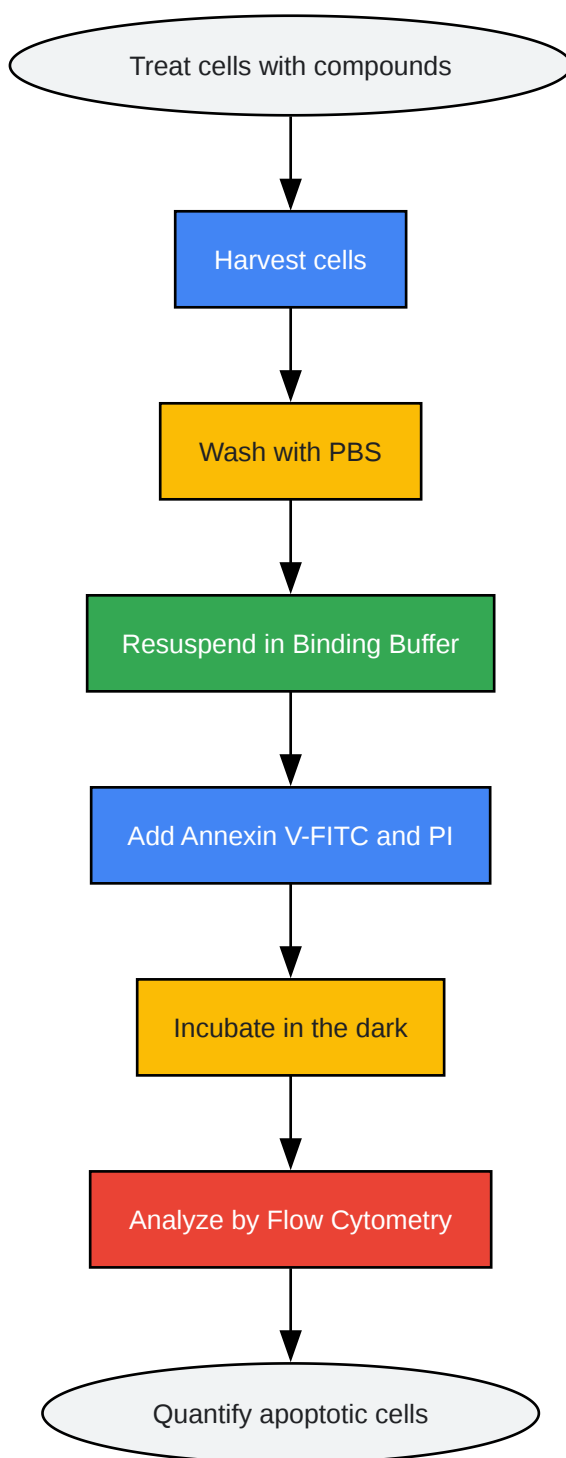 Treat cells with compounds
Harvest cells
Wash with PBS
Resuspend in Binding Buffer
Add Annexin V-FITC and PI
Incubate in the dark
Analyze by Flow Cytometry
Quantify apoptotic cells